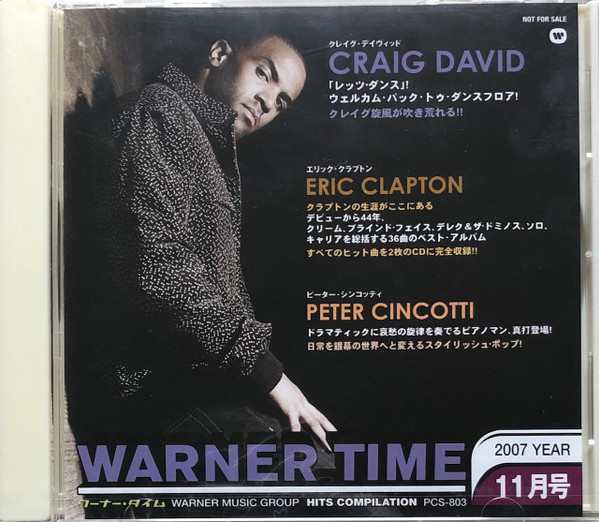 NOT FOR SALE
クレイグ・デイヴィッド
CRAIG DAVID
「レッツ・ダンス」!
ウェルカム・バック・トゥ・ダンスフロア!
クレイグ旋風が吹き荒れる!!
エリック・クラプトン
ERIC CLAPTON
クラプトンの生涯がここにある
デビューから44年、
クリーム、ブラインド・フェイス、デレク&ザ・ドミノス、ソロ、
キャリアを総括する36曲のベスト・アルバム
すべてのヒット曲を2枚のCDに完全収録!!
ピーター・シンコッティ
PETER CINCOTTI
ドラマティックに哀愁の旋律を奏でるピアノマン、真打登場!
日常を銀幕の世界へと変えるスタイリッシュ・ポップ!
WARNER TIME
2007 YEAR
11月号
ワーナー・タイム WARNER MUSIC GROUP HITS COMPILATION PCS-803